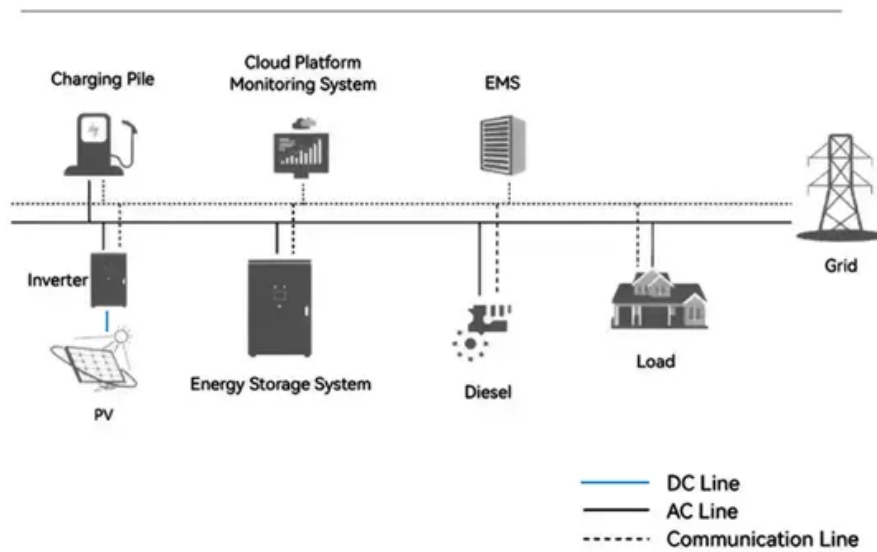 Charging Pile
Cloud Platform
Monitoring System
EMS
Grid
Inverter
PV
Energy Storage System
Diesel
Load
DC Line
AC Line
Communication Line